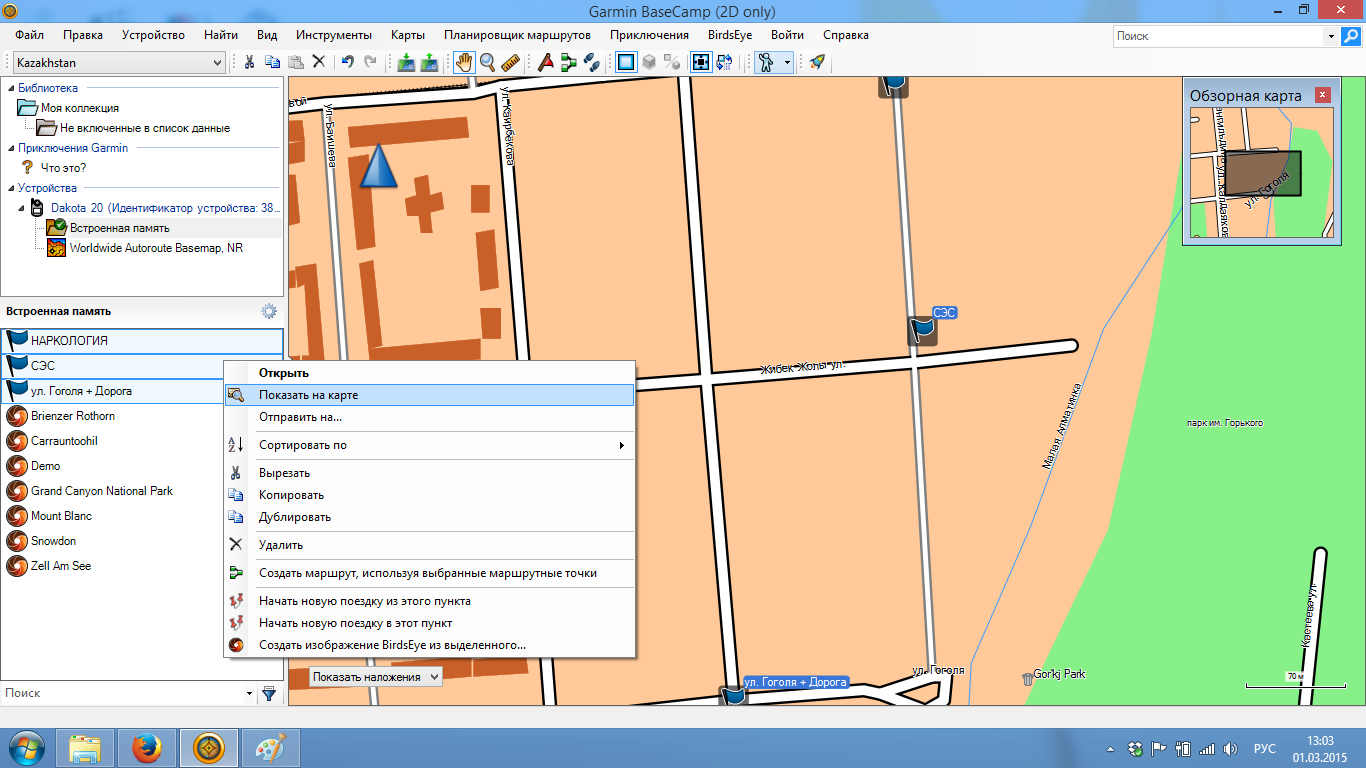 Garmin BaseCamp (2D only)
Файл Правка Устройство Найти Вид Инструменты Карты Планировщик маршрутов Приключения BirdsEye Войти Справка
Поиск
Kazakhstan
Библиотека
Моя коллекция
Не включенные в список данные
Приключения Garmin
Что это?
Устройства
Dakota 20 (Идентификатор устройства: 38...
Встроенная память
Worldwide Autoroute Basemap, NR
Встроенная память
НАРКОЛОГИЯ
СЭС
ул. Гоголя + Дорога
Brienzer Rothorn
Carrauntoohil
Demo
Grand Canyon National Park
Mount Blanc
Snowdon
Zell Am See
Поиск
Открыть
Показать на карте
Отправить на...
Сортировать по
Вырезать
Копировать
Дублировать
Удалить
Создать маршрут, используя выбранные маршрутные точки
Начать новую поездку из этого пункта
Начать новую поездку в этот пункт
Создать изображение BirdsEye из выделенного...
Показать наложения
вой
ул. Баишева
ул. Каирбекова
СЭС
Жибек Жолы ул.
Малая Алматинка
парк им. Горького
Кастеева ул.
ул. Гоголя
Gor'kj Park
ул. Гоголя + Дорога
70 м
Обзорная карта
ул. Калдаяков
ул. Гоголя
РУС
13:03
01.03.2015